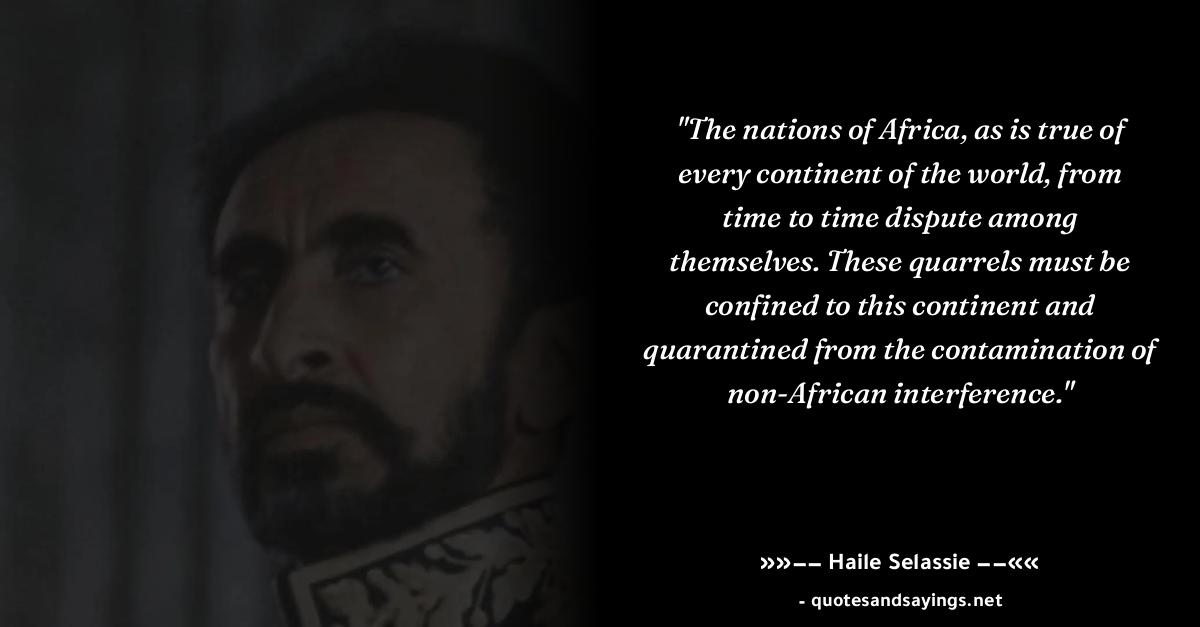 "The nations of Africa, as is true of
every continent of the world, from
time to time dispute among
themselves. These quarrels must be
confined to this continent and
quarantined from the contamination of
non-African interference."
»»−− Haile Selassie −−««
- quotesandsayings.net